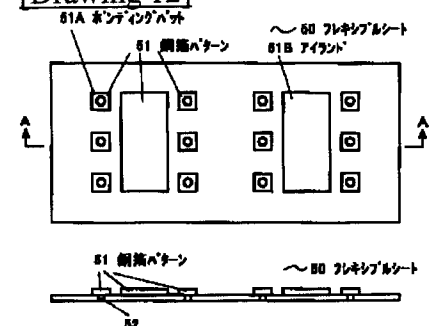 [Drawing 12]
51A ボンディングパット
51 銅箔パターン
50 フレキシブルシート
51B アイランド
A A
51 銅箔パターン
50 フレキシブルシート
52